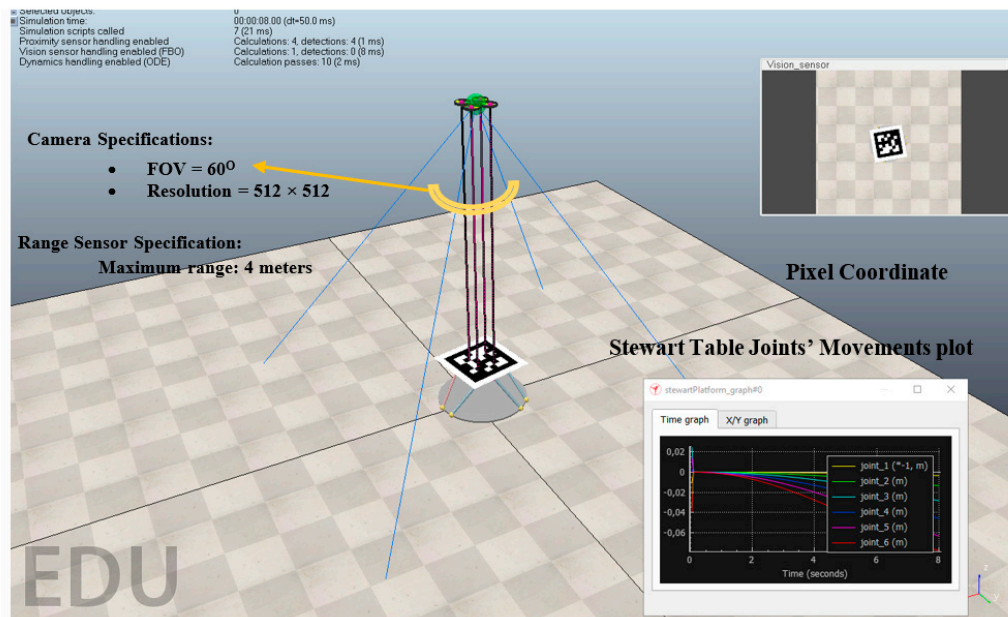 Selected objects: 0
Simulation time: 00:00:08.00 (dt=50.0 ms)
Simulation scripts called 7 (21 ms)
Proximity sensor handling enabled Calculations: 4, detections: 4 (1 ms)
Vision sensor handling enabled (FBO) Calculations: 1, detections: 0 (8 ms)
Dynamics handling enabled (ODE) Calculation passes: 10 (2 ms)
Vision_sensor
Camera Specifications:
• FOV = 60⁰
• Resolution = 512 × 512
Range Sensor Specification:
Maximum range: 4 meters
Pixel Coordinate
Stewart Table Joints' Movements plot
stewartPlatform_graph#0
Time graph X/Y graph
0,02
0
-0,02
-0,04
-0,06
joint_1 (*-1, m)
joint_2 (m)
joint_3 (m)
joint_4 (m)
joint_5 (m)
joint_6 (m)
0 2 4 6 8
Time (seconds)
EDU
z